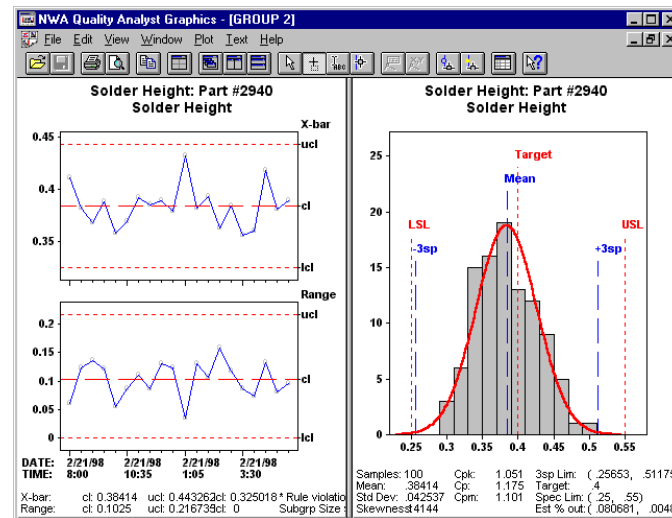 NWA Quality Analyst Graphics - [GROUP 2]
File Edit View Window Plot Text Help
Solder Height: Part #2940
Solder Height
X-bar
0.45
ucl
0.4
cl
0.35
lcl
Range
0.2
ucl
0.15
0.1
cl
0.05
0
lcl
DATE: 2/21/98 2/21/98 2/21/98 2/21/98
TIME: 8:00 10:35 1:05 3:30
X-bar: cl: 0.38414 ucl: 0.443262 cl: 0.325018 * Rule violatio
Range: cl: 0.1025 ucl: 0.216739 cl: 0 Subgrp Size
Solder Height: Part #2940
Solder Height
25
Target
Mean
20
LSL USL
-3sp +3sp
15
10
5
0
0.25 0.3 0.35 0.4 0.45 0.5 0.55
Samples: 100 Cpk: 1.051 3sp Lim: ( .25653, .51175
Mean: .38414 Cp: 1.175 Target: .4
Std Dev: .042537 Cpm: 1.101 Spec Lim: ( .25, .55)
Skewness: .4144 Est % out: ( .080681, .004